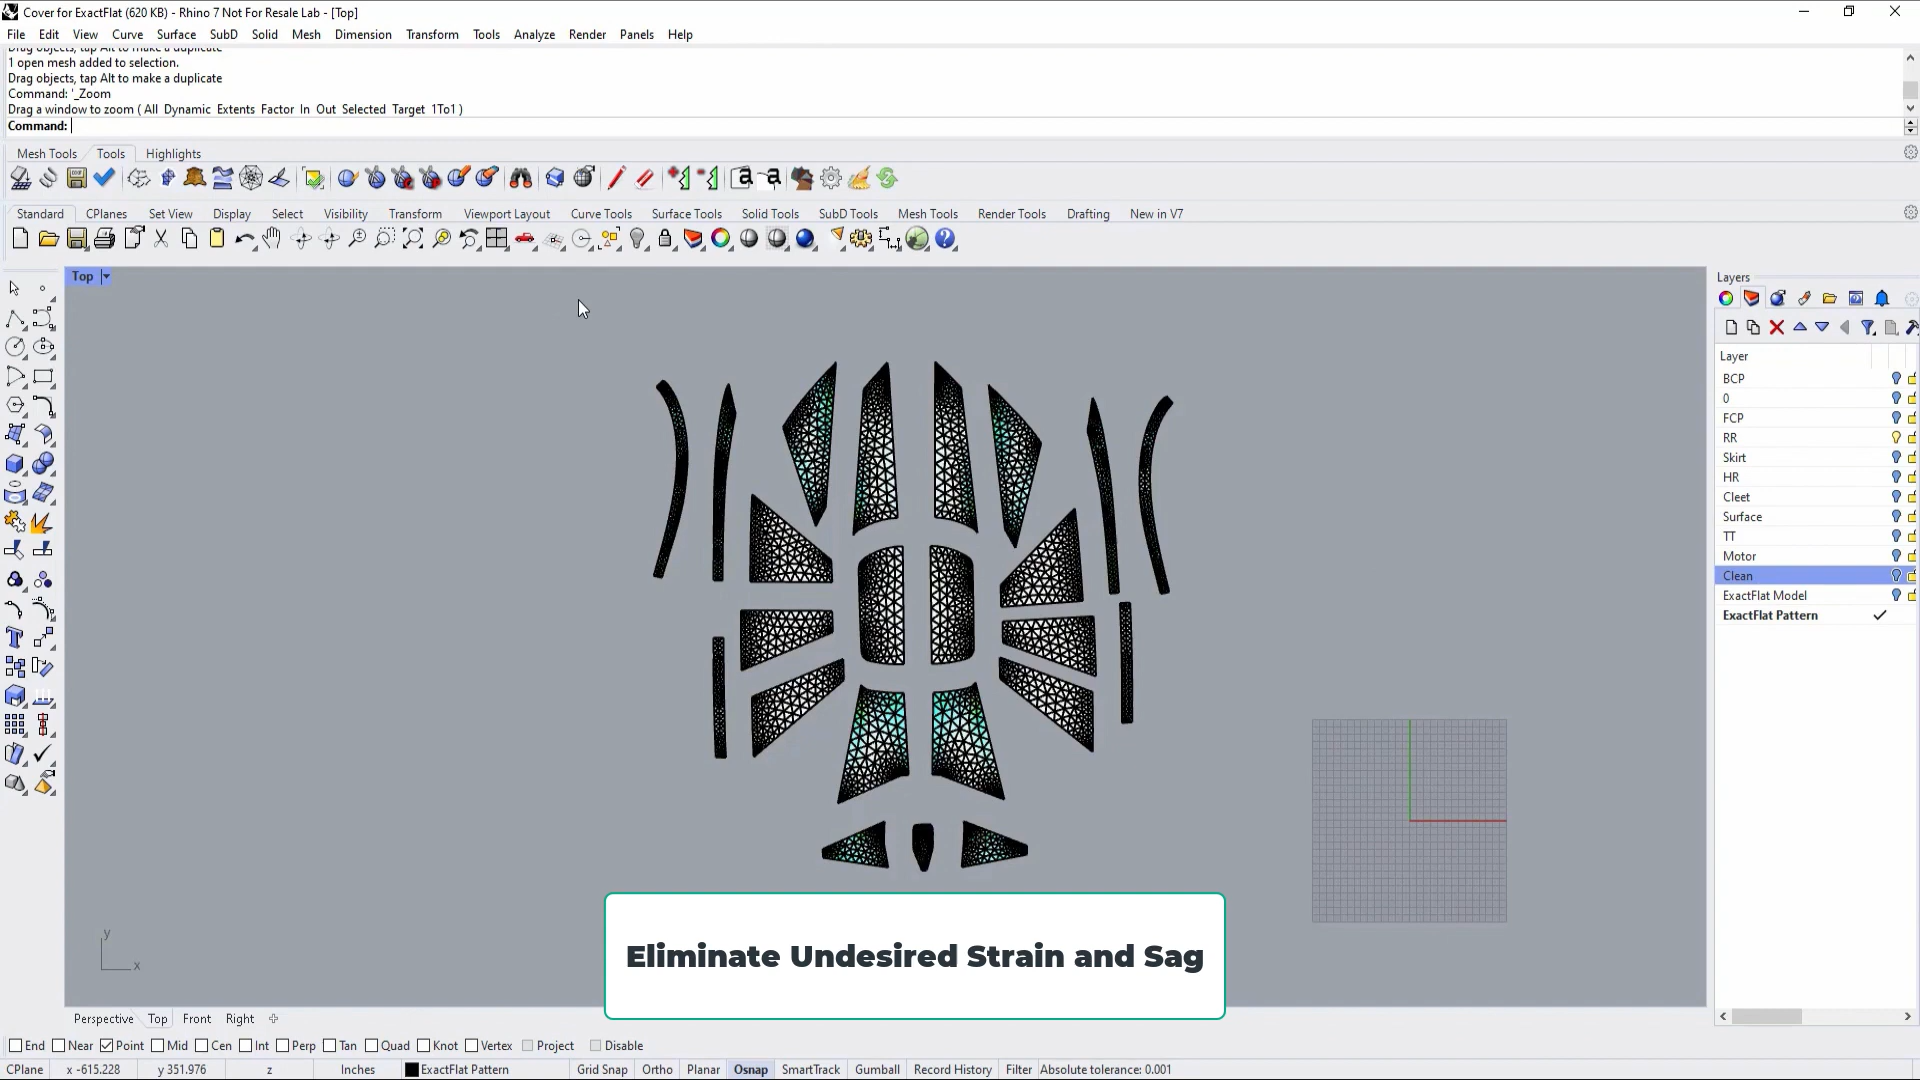 Cover for ExactFlat (620 KB) - Rhino 7 Not For Resale Lab - [Top]
File Edit View Curve Surface SubD Solid Mesh Dimension Transform Tools Analyze Render Panels Help
Drag objects, tap Alt to make a duplicate
1 open mesh added to selection.
Drag objects, tap Alt to make a duplicate
Command: '_Zoom
Drag a window to zoom ( All Dynamic Extents Factor In Out Selected Target 1To1 )
Command:
Mesh Tools Tools Highlights
Standard CPlanes Set View Display Select Visibility Transform Viewport Layout Curve Tools Surface Tools Solid Tools SubD Tools Mesh Tools Render Tools Drafting New in V7
Top
Layers
Layer
BCP
0
FCP
RR
Skirt
HR
Cleet
Surface
TT
Motor
Clean
ExactFlat Model
ExactFlat Pattern
y
x
Eliminate Undesired Strain and Sag
Perspective Top Front Right
End Near Point Mid Cen Int Perp Tan Quad Knot Vertex Project Disable
CPlane x -615.228 y 351.976 z Inches ExactFlat Pattern Grid Snap Ortho Planar Osnap SmartTrack Gumball Record History Filter Absolute tolerance: 0.001